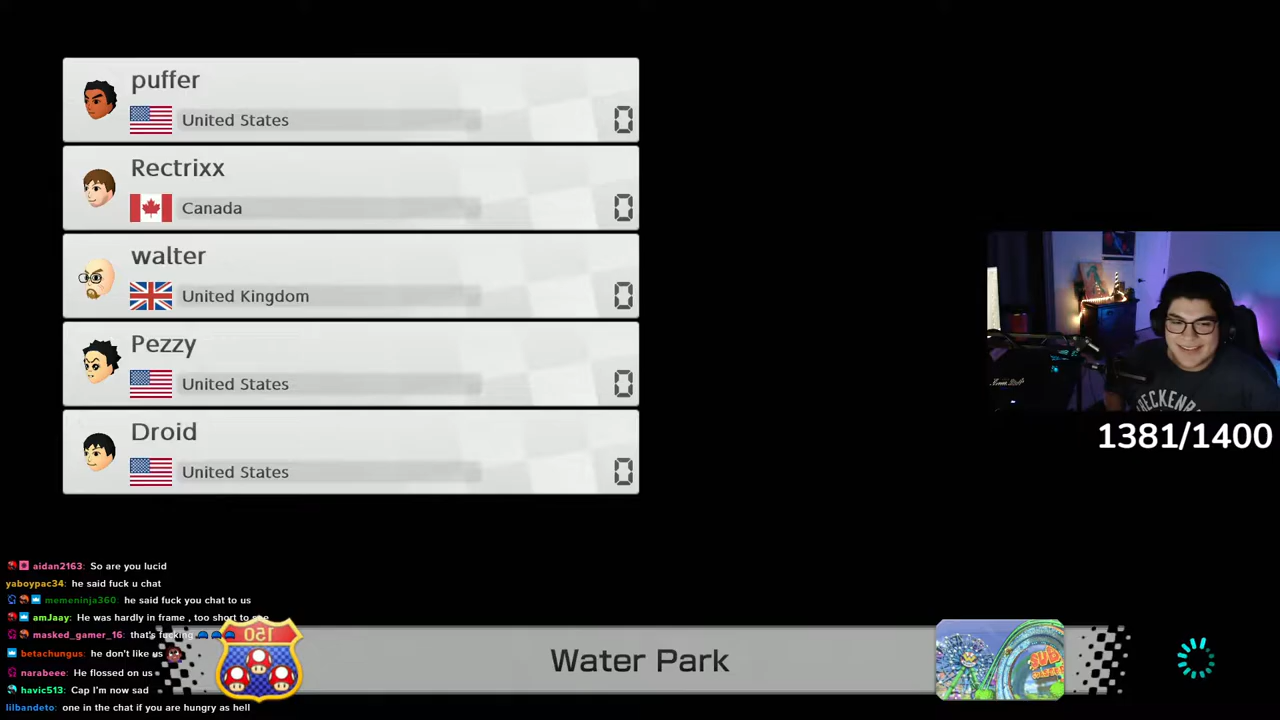 puffer
United States
0
Rectrixx
Canada
0
walter
United Kingdom
0
Pezzy
United States
0
Droid
United States
0
1381/1400
aidan2163: So are you lucid
yaboypac34: he said fuck u chat
memeninja360: he said fuck you chat to us
amJaay: He was hardly in frame , too short to see
masked_gamer_16: that's fucking
betachungus: he don't like us
narabeee: He flossed on us
havic513: Cap I'm now sad
lilbandeto: one in the chat if you are hungry as hell
150
Water Park